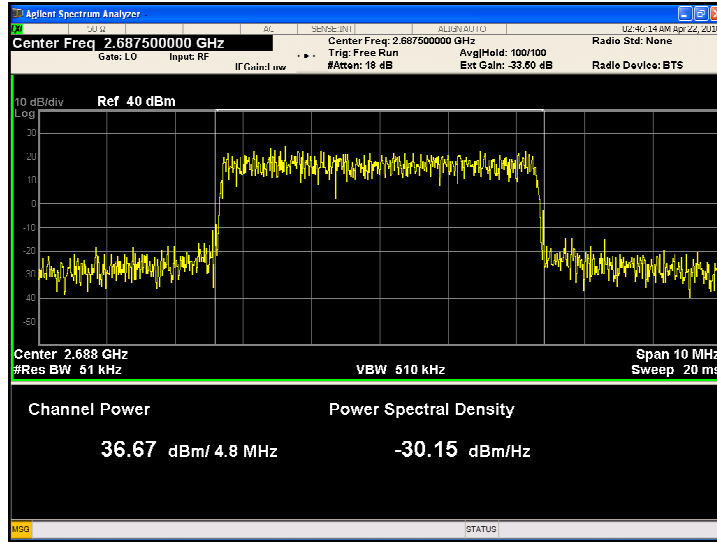 Agilent Spectrum Analyzer -
LXI 50 Ω AC SENSE:INT ALIGNAUTO 02:46:14 AM Apr 22, 201
Center Freq 2.687500000 GHz Center Freq: 2.687500000 GHz Radio Std: None
Gate: LO Input: RF Trig: Free Run Avg|Hold: 100/100
IFGain:Low #Atten: 18 dB Ext Gain: -33.50 dB Radio Device: BTS
10 dB/div Ref 40 dBm
Log
30
20
10
0
-10
-20
-30
-40
-50
Center 2.688 GHz Span 10 MHz
#Res BW 51 kHz VBW 510 kHz Sweep 20 ms
Channel Power Power Spectral Density
36.67 dBm/ 4.8 MHz -30.15 dBm/Hz
MSG STATUS